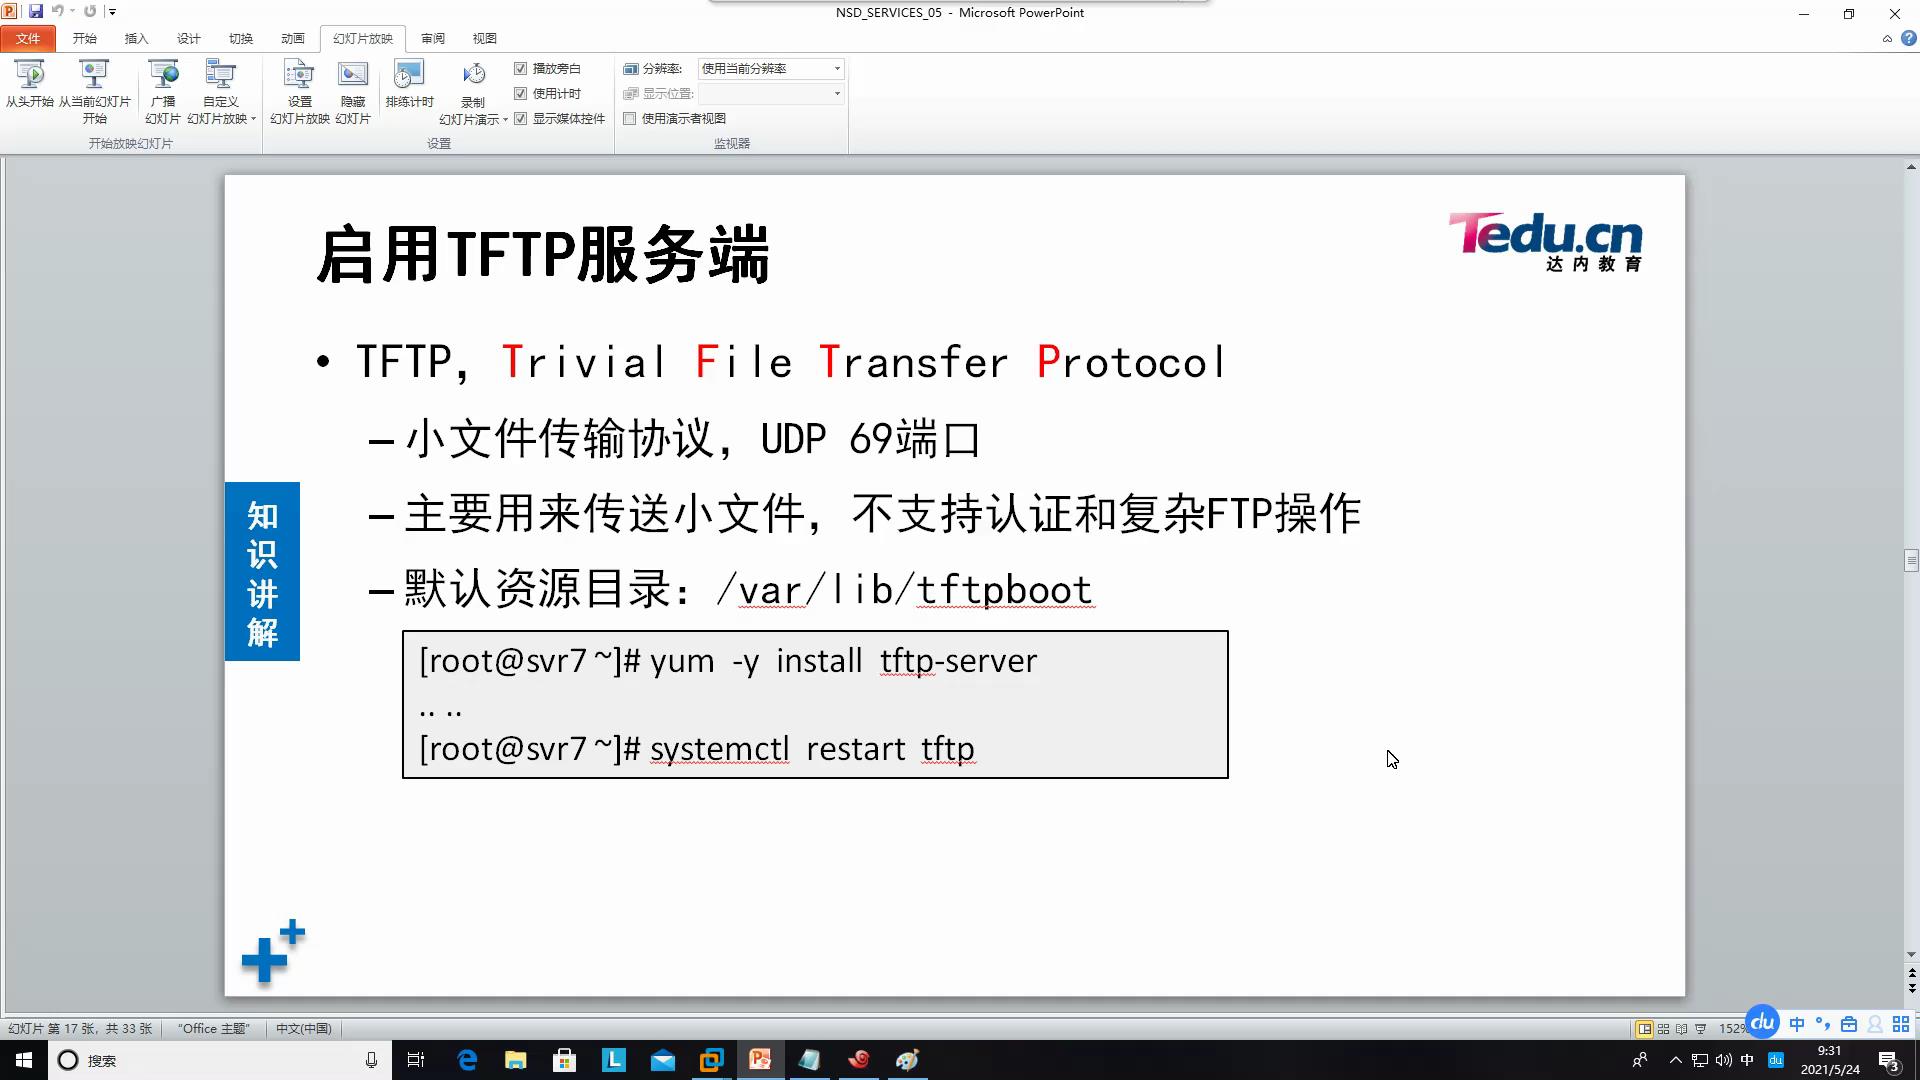 NSD_SERVICES_05 - Microsoft PowerPoint
文件 开始 插入 设计 切换 动画 幻灯片放映 审阅 视图
从头开始 从当前幻灯片开始 广播幻灯片 自定义幻灯片放映
开始放映幻灯片
设置幻灯片放映 隐藏幻灯片 排练计时 录制幻灯片演示
播放旁白
使用计时
显示媒体控件
设置
分辨率: 使用当前分辨率
显示位置:
使用演示者视图
监视器
启用TFTP服务端
Tedu.cn
达内教育
• TFTP，Trivial File Transfer Protocol
– 小文件传输协议，UDP 69端口
– 主要用来传送小文件，不支持认证和复杂FTP操作
– 默认资源目录：/var/lib/tftpboot
知识讲解
[root@svr7 ~]# yum -y install tftp-server
.. ..
[root@svr7 ~]# systemctl restart tftp
幻灯片 第 17 张，共 33 张 "Office 主题" 中文(中国)
152%
du 中
搜索
中 du
9:31
2021/5/24
3